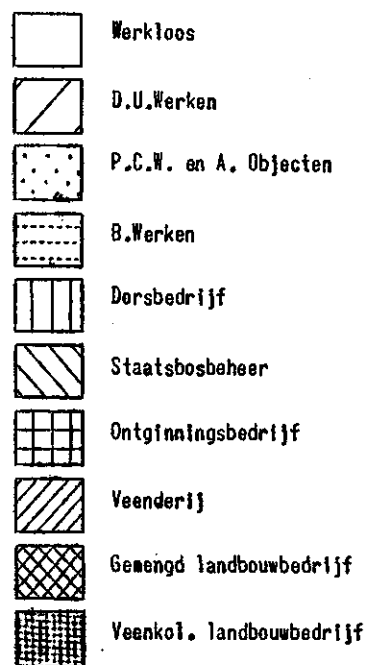 Werkloos
D.U.Werken
P.C.W. en A. Objecten
B.Werken
Dorsbedrijf
Staatsbosbeheer
Ontginningsbedrijf
Veenderij
Gemengd landbouwbedrijf
Veenkol. landbouwbedrijf